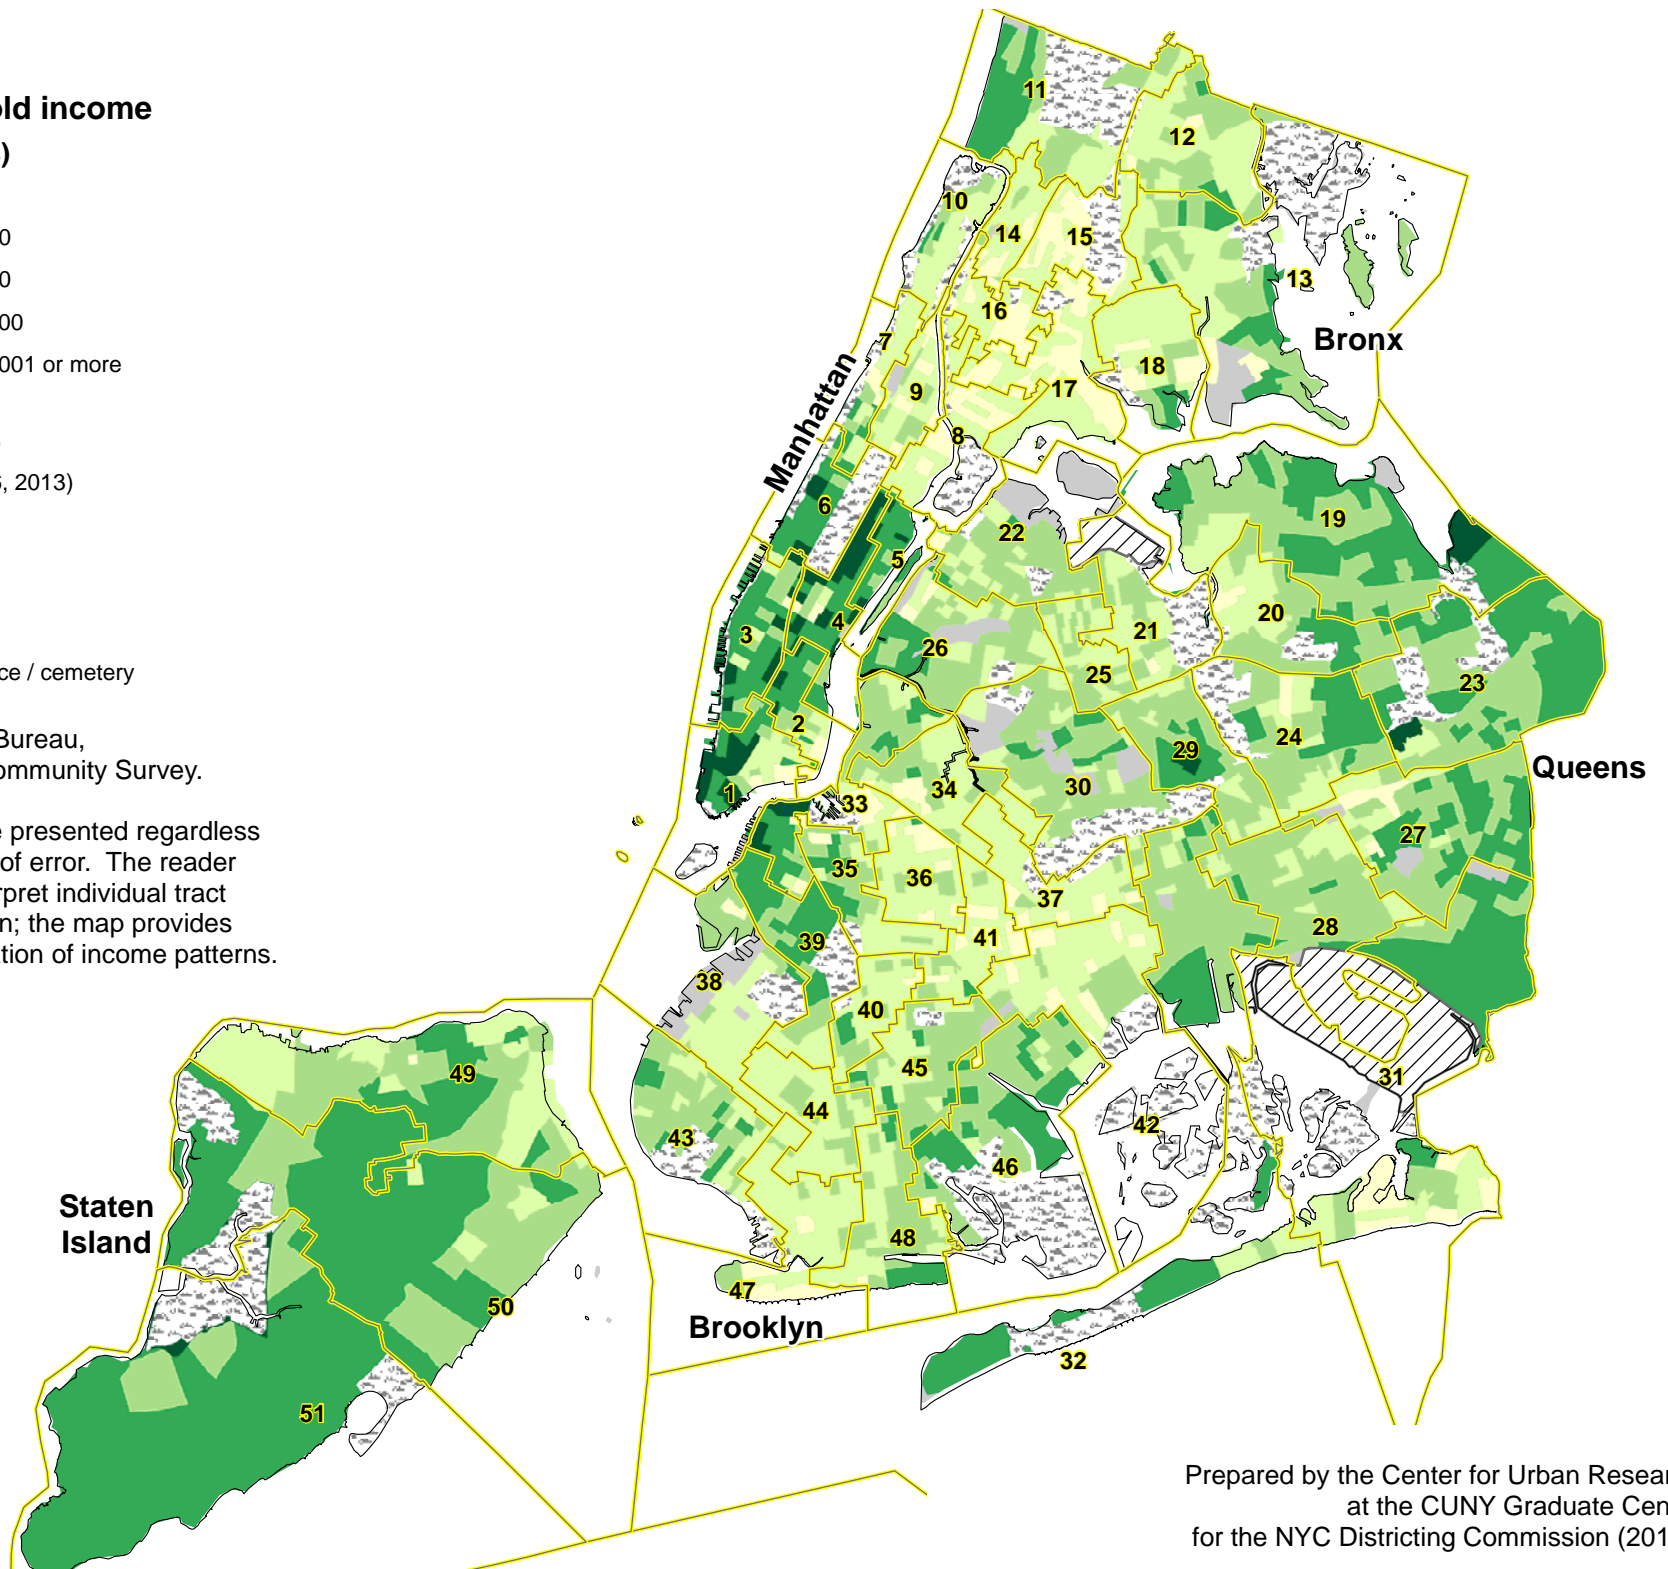 old income
)
0
0
00
001 or more
, 2013)
ce / cemetery
Bureau,
ommunity Survey.
e presented regardless
of error. The reader
rpret individual tract
n; the map provides
tion of income patterns.
11
12
10
14
15
13
16
Bronx
7
18
9
17
Manhattan
8
6
19
22
5
20
3
4
21
26
25
23
2
24
29
Queens
1
34
30
33
27
35
36
37
28
39
41
38
40
45
31
49
44
42
43
46
Staten
Island
48
47
50
Brooklyn
32
51
Prepared by the Center for Urban Resear
at the CUNY Graduate Cen
for the NYC Districting Commission (201